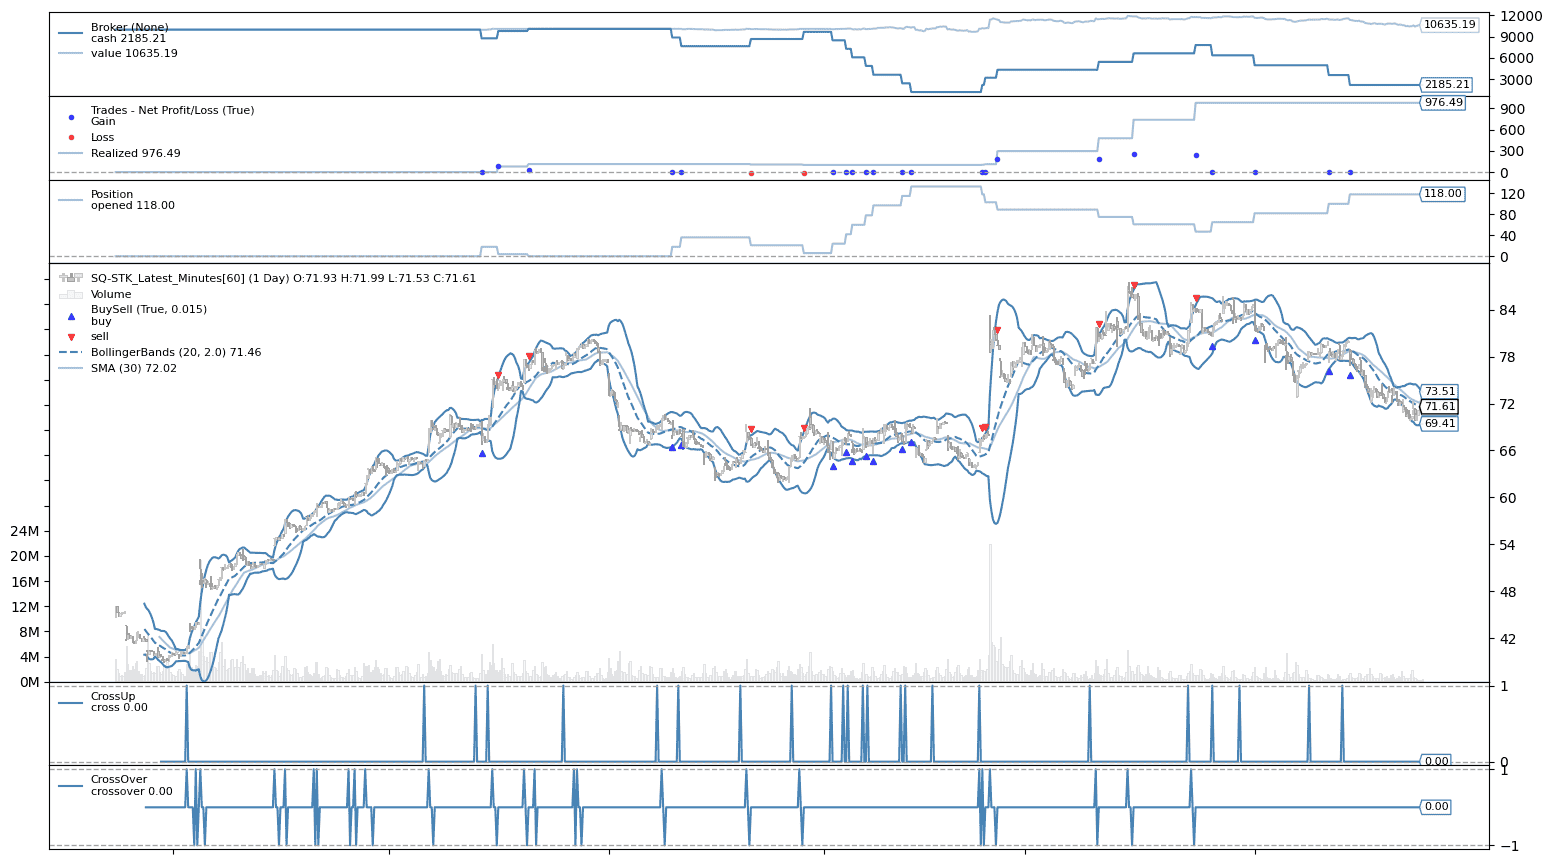 Broker (None)
cash 2185.21
value 10635.19
12000
9000
6000
3000
10635.19
2185.21
Trades - Net Profit/Loss (True)
Gain
Loss
Realized 976.49
976.49
900
600
300
0
Position
opened 118.00
118.00
120
80
40
0
SQ-STK_Latest_Minutes[60] (1 Day) O:71.93 H:71.99 L:71.53 C:71.61
Volume
BuySell (True, 0.015)
buy
sell
BollingerBands (20, 2.0) 71.46
SMA (30) 72.02
84
78
72
66
60
54
48
42
73.51
71.61
69.41
24M
20M
16M
12M
8M
4M
0M
CrossUp
cross 0.00
1
0
0.00
CrossOver
crossover 0.00
1
0.00
−1